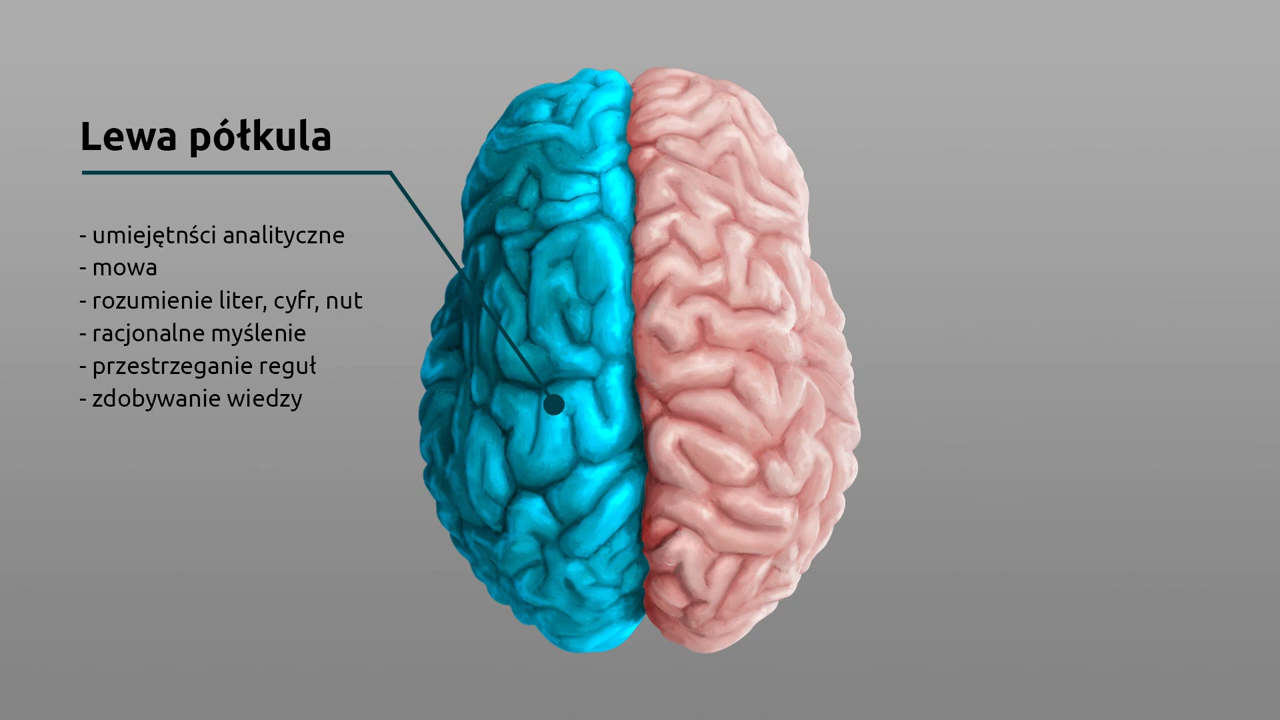 Lewa półkula
- umiejętnści analityczne
- mowa
- rozumienie liter, cyfr, nut
- racjonalne myślenie
- przestrzeganie reguł
- zdobywanie wiedzy